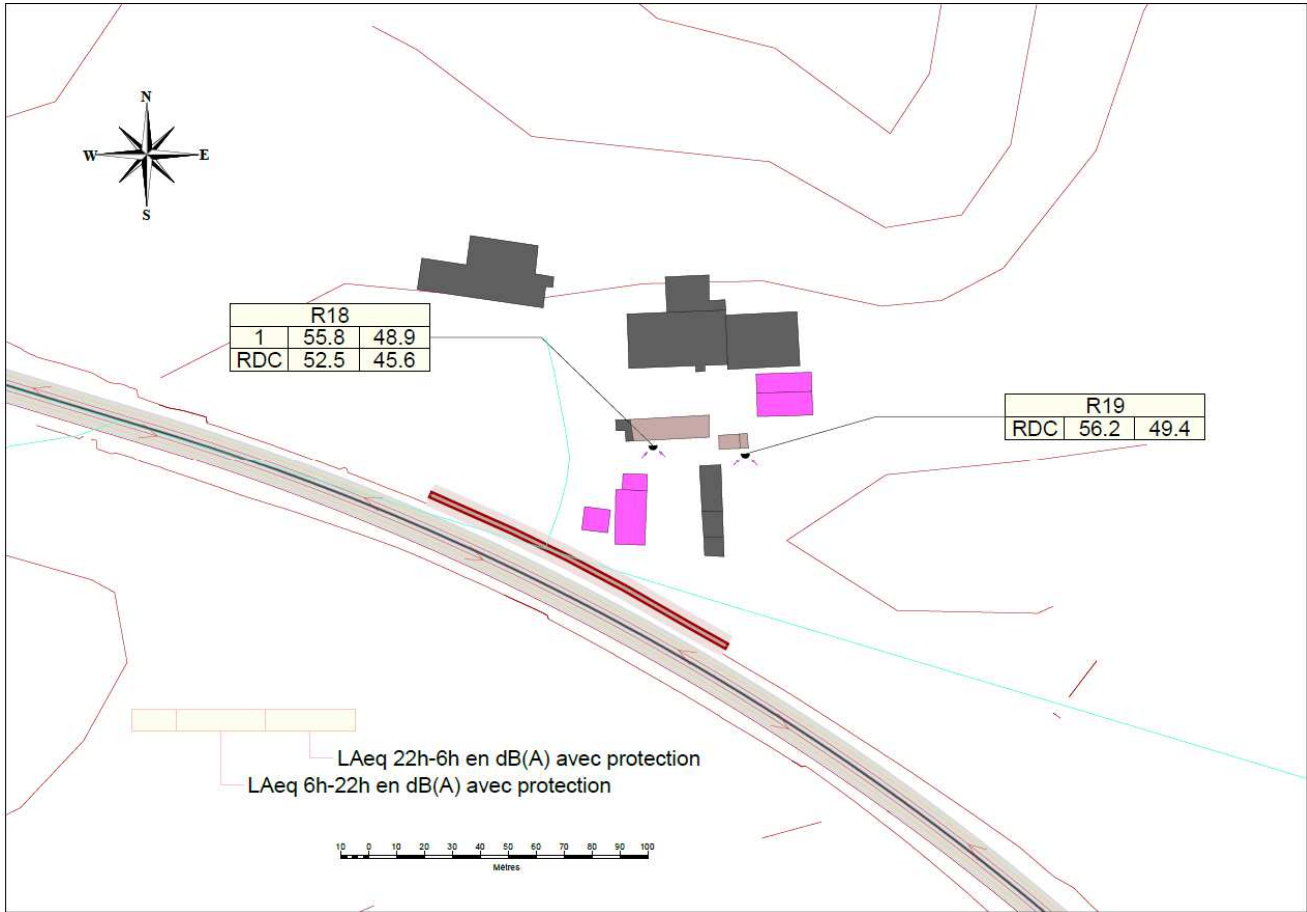 N
W E
S
R18
1 55.8 48.9
RDC 52.5 45.6
R19
RDC 56.2 49.4
LAeq 22h-6h en dB(A) avec protection
LAeq 6h-22h en dB(A) avec protection
10 0 10 20 30 40 50 60 70 80 90 100
Mètres